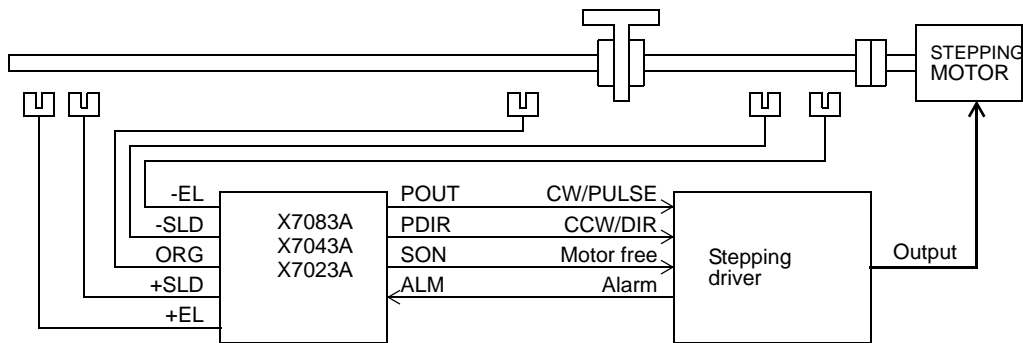 STEPPING
MOTOR
-EL
-SLD
ORG
+SLD
+EL
X7083A
X7043A
X7023A
POUT
PDIR
SON
ALM
CW/PULSE
CCW/DIR
Motor free
Alarm
Stepping
driver
Output